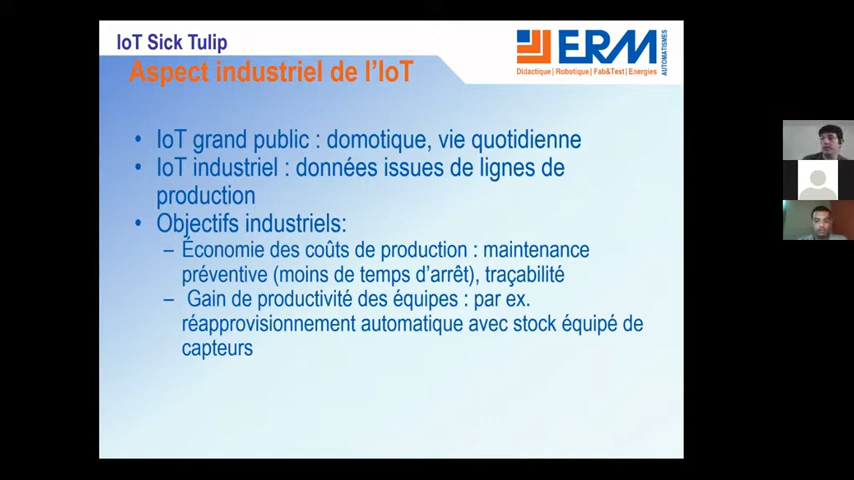 IoT Sick Tulip
Aspect industriel de l'IoT
ERM
AUTOMATISMES
Didactique | Robotique | Fab&Test | Energies
• IoT grand public : domotique, vie quotidienne
• IoT industriel : données issues de lignes de
production
• Objectifs industriels:
– Économie des coûts de production : maintenance
préventive (moins de temps d'arrêt), traçabilité
– Gain de productivité des équipes : par ex.
réapprovisionnement automatique avec stock équipé de
capteurs